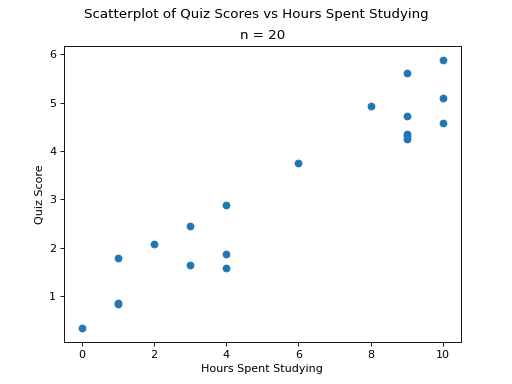 Scatterplot of Quiz Scores vs Hours Spent Studying
n = 20
6
5
4
3
2
1
Quiz Score
0 2 4 6 8 10
Hours Spent Studying